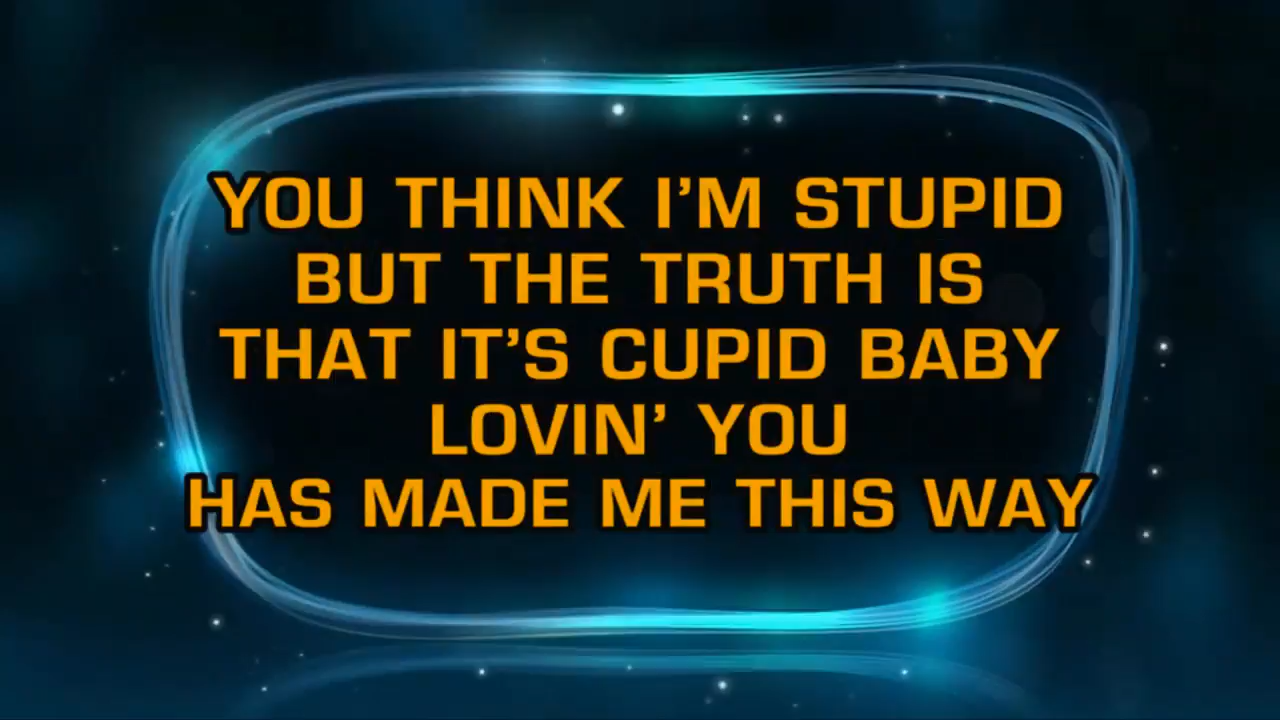 YOU THINK I'M STUPID
BUT THE TRUTH IS
THAT IT'S CUPID BABY
LOVIN' YOU
HAS MADE ME THIS WAY